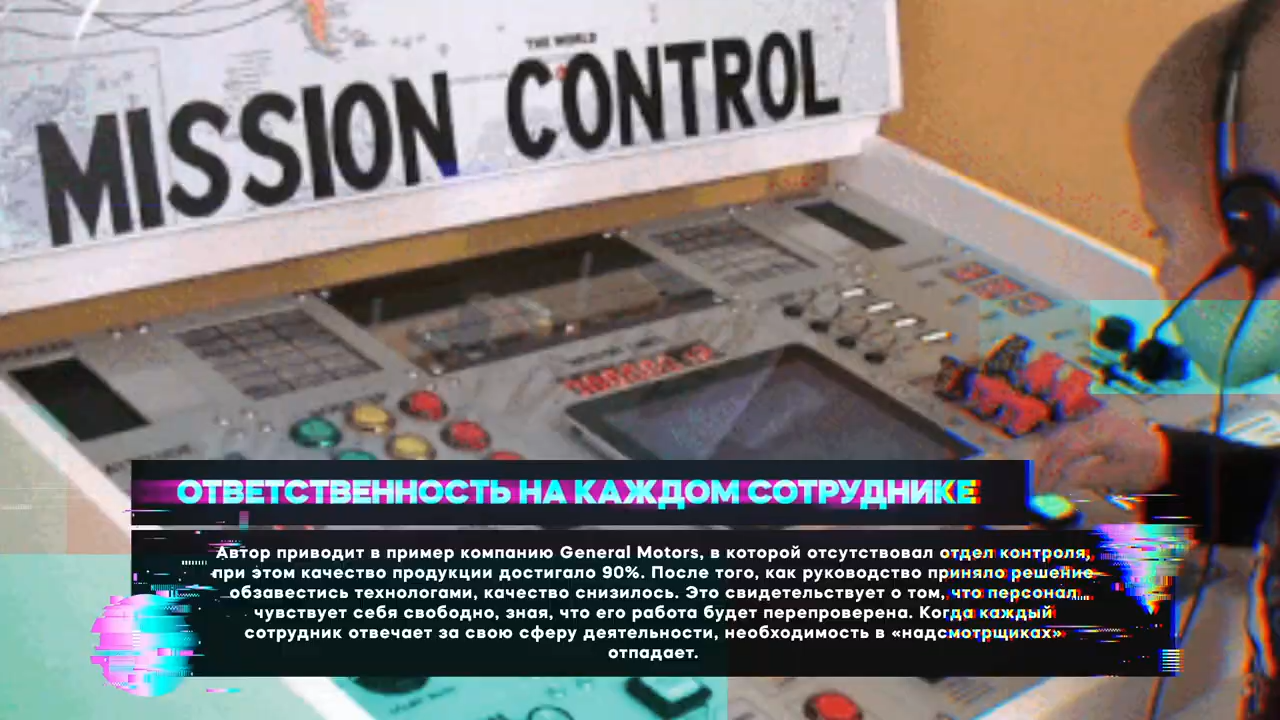 THE WORLD
MISSION CONTROL
ОТВЕТСТВЕННОСТЬ НА КАЖДОМ СОТРУДНИКЕ
Автор приводит в пример компанию General Motors, в которой отсутствовал отдел контроля,
при этом качество продукции достигало 90%. После того, как руководство приняло решение
обзавестись технологами, качество снизилось. Это свидетельствует о том, что персонал
чувствует себя свободно, зная, что его работа будет перепроверена. Когда каждый
сотрудник отвечает за свою сферу деятельности, необходимость в «надсмотрщиках»
отпадает.